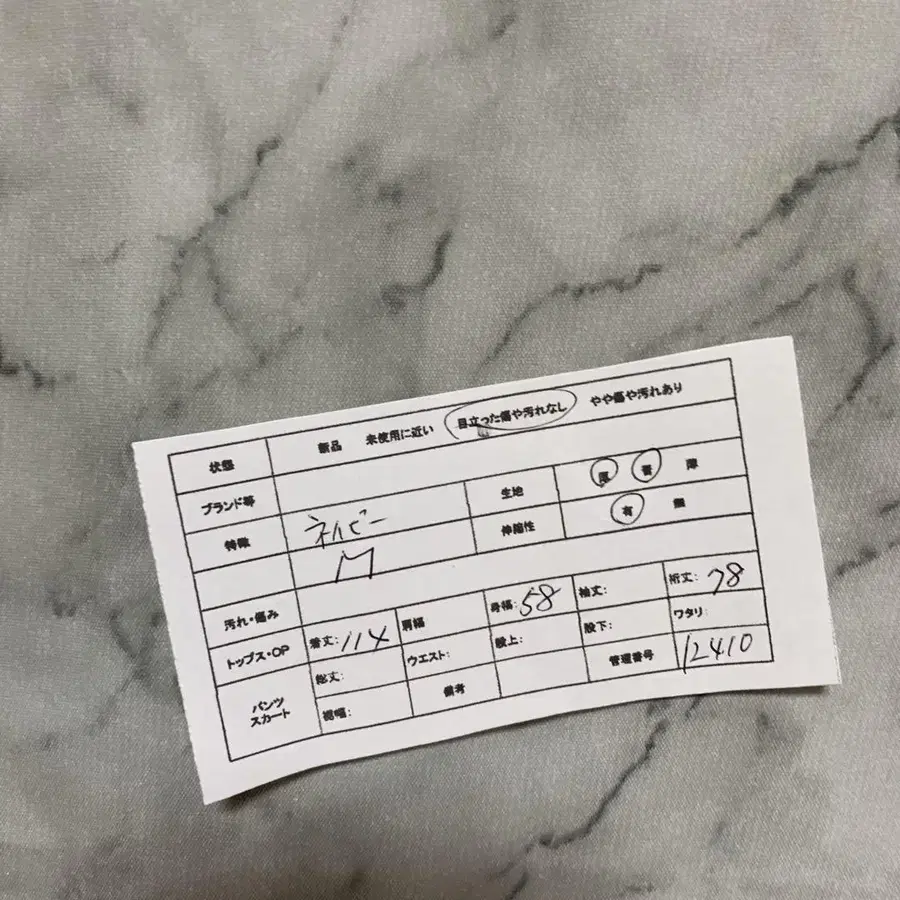 状態 新品 未使用に近い 目立った傷や汚れなし やや傷や汚れあり
ブランド等
特徴 ネイビー 生地 厚 普 薄
M 伸縮性 有 無
汚れ・傷み
トップス・OP 着丈:114 肩幅 身幅:58 袖丈: 裄丈:78
パンツ スカート 総丈: ウエスト: 股上: 股下: ワタリ:
裾幅: 備考 管理番号 12410